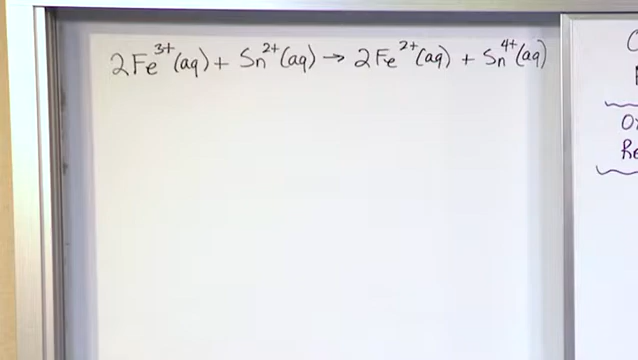 2Fe³⁺(aq) + Sn²⁺(aq) → 2Fe²⁺(aq) + Sn⁴⁺(aq)